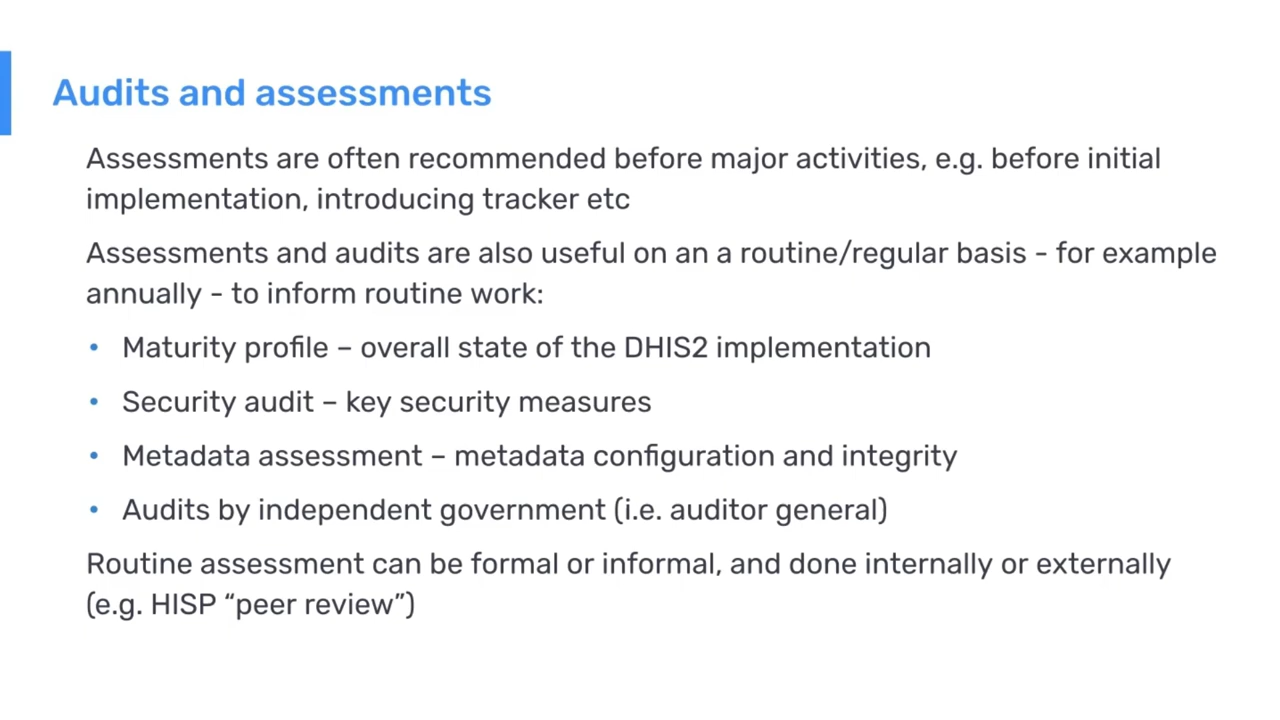 Audits and assessments
Assessments are often recommended before major activities, e.g. before initial
implementation, introducing tracker etc
Assessments and audits are also useful on an a routine/regular basis - for example
annually - to inform routine work:
• Maturity profile – overall state of the DHIS2 implementation
• Security audit – key security measures
• Metadata assessment – metadata configuration and integrity
• Audits by independent government (i.e. auditor general)
Routine assessment can be formal or informal, and done internally or externally
(e.g. HISP “peer review”)